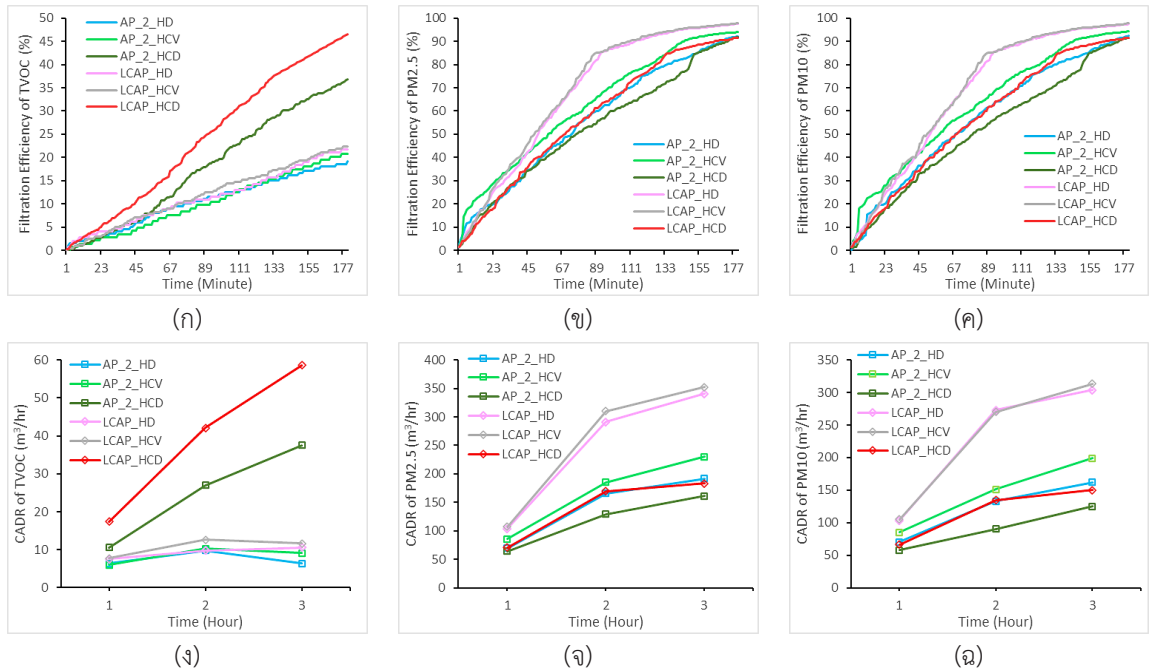 Filtration Efficiency of TVOC (%)
50
45
40
35
30
25
20
15
10
5
0
AP_2_HD
AP_2_HCV
AP_2_HCD
LCAP_HD
LCAP_HCV
LCAP_HCD
1 23 45 67 89 111 133 155 177
Time (Minute)
(ก)
Filtration Efficiency of PM2.5 (%)
100
90
80
70
60
50
40
30
20
10
0
AP_2_HD
AP_2_HCV
AP_2_HCD
LCAP_HD
LCAP_HCV
LCAP_HCD
1 23 45 67 89 111 133 155 177
Time (Minute)
(ข)
Filtration Efficiency of PM10 (%)
100
90
80
70
60
50
40
30
20
10
0
AP_2_HD
AP_2_HCV
AP_2_HCD
LCAP_HD
LCAP_HCV
LCAP_HCD
1 23 45 67 89 111 133 155 177
Time (Minute)
(ค)
CADR of TVOC (m³/hr)
60
50
40
30
20
10
0
AP_2_HD
AP_2_HCV
AP_2_HCD
LCAP_HD
LCAP_HCV
LCAP_HCD
1 2 3
Time (Hour)
(ง)
CADR of PM2.5 (m³/hr)
400
350
300
250
200
150
100
50
0
AP_2_HD
AP_2_HCV
AP_2_HCD
LCAP_HD
LCAP_HCV
LCAP_HCD
1 2 3
Time (Hour)
(จ)
CADR of PM10 (m³/hr)
350
300
250
200
150
100
50
0
AP_2_HD
AP_2_HCV
AP_2_HCD
LCAP_HD
LCAP_HCV
LCAP_HCD
1 2 3
Time (Hour)
(ฉ)